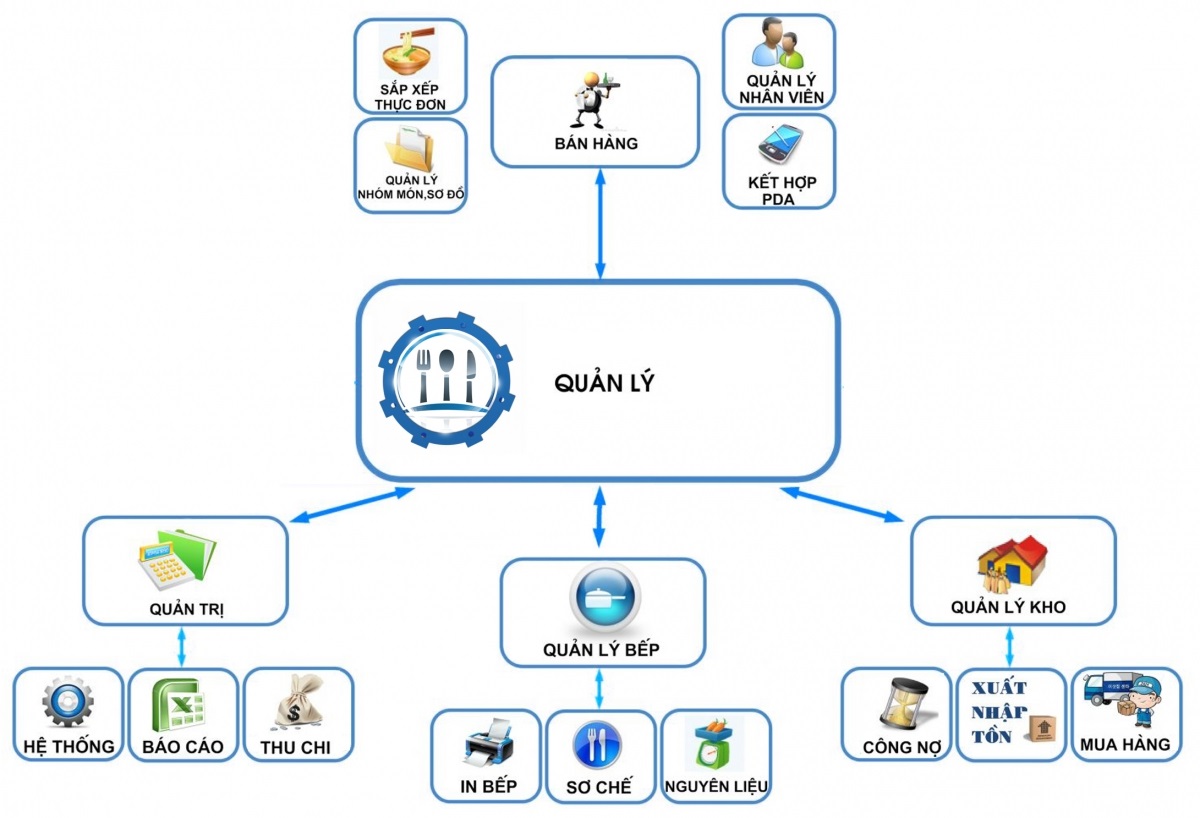 SẮP XẾP
THỰC ĐƠN
QUẢN LÝ
NHÓM MÓN,SƠ ĐỒ
BÁN HÀNG
QUẢN LÝ
NHÂN VIÊN
KẾT HỢP
PDA
QUẢN LÝ
QUẢN TRỊ
HỆ THỐNG
BÁO CÁO
THU CHI
QUẢN LÝ BẾP
IN BẾP
SƠ CHẾ
NGUYÊN LIỆU
QUẢN LÝ KHO
CÔNG NỢ
XUẤT
NHẬP
TỒN
MUA HÀNG